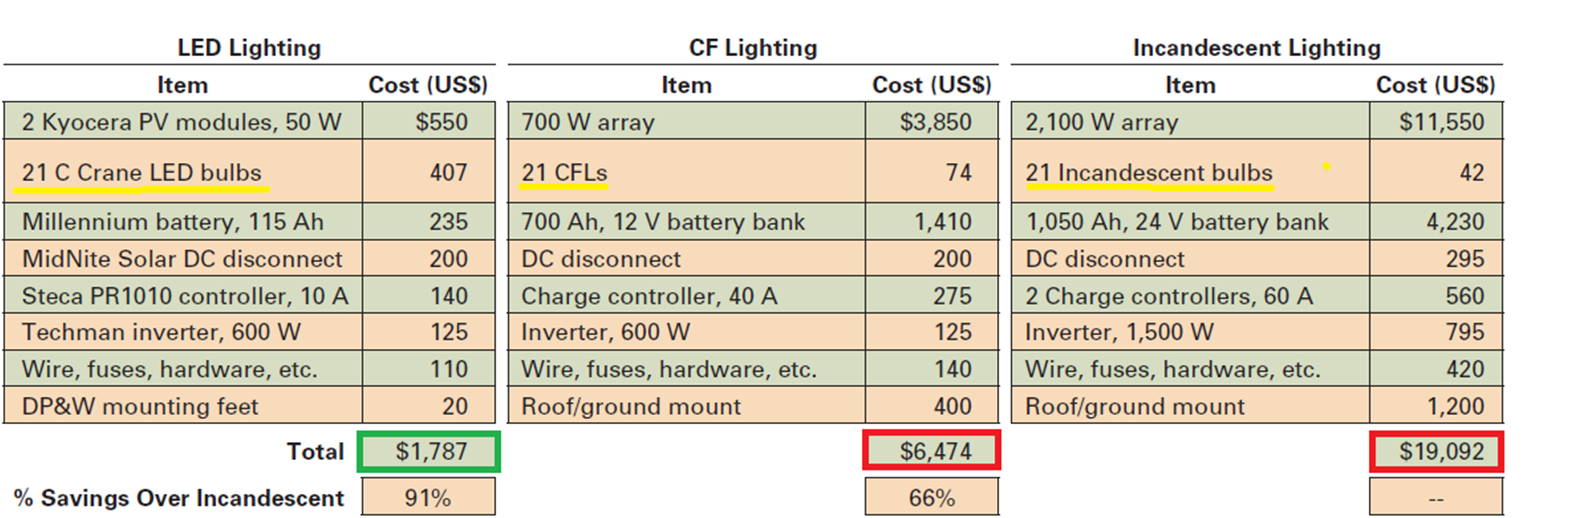 LED Lighting CF Lighting Incandescent Lighting
Item Cost (US$) Item Cost (US$) Item Cost (US$)
2 Kyocera PV modules, 50 W $550 700 W array $3,850 2,100 W array $11,550
21 C Crane LED bulbs 407 21 CFLs 74 21 Incandescent bulbs 42
Millennium battery, 115 Ah 235 700 Ah, 12 V battery bank 1,410 1,050 Ah, 24 V battery bank 4,230
MidNite Solar DC disconnect 200 DC disconnect 200 DC disconnect 295
Steca PR1010 controller, 10 A 140 Charge controller, 40 A 275 2 Charge controllers, 60 A 560
Techman inverter, 600 W 125 Inverter, 600 W 125 Inverter, 1,500 W 795
Wire, fuses, hardware, etc. 110 Wire, fuses, hardware, etc. 140 Wire, fuses, hardware, etc. 420
DP&W mounting feet 20 Roof/ground mount 400 Roof/ground mount 1,200
Total $1,787 $6,474 $19,092
% Savings Over Incandescent 91% 66% --